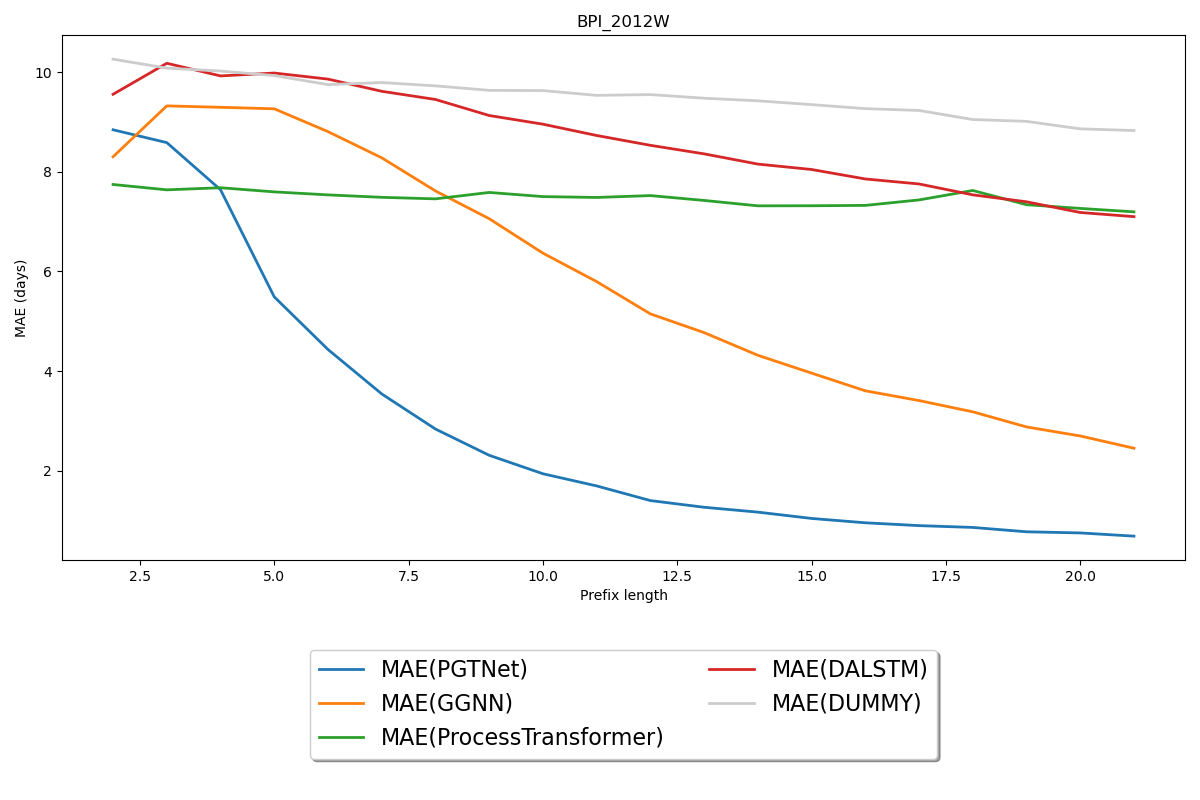 BPI_2012W
MAE (days)
10
8
6
4
2
2.5 5.0 7.5 10.0 12.5 15.0 17.5 20.0
Prefix length
MAE(PGTNet)
MAE(GGNN)
MAE(ProcessTransformer)
MAE(DALSTM)
MAE(DUMMY)